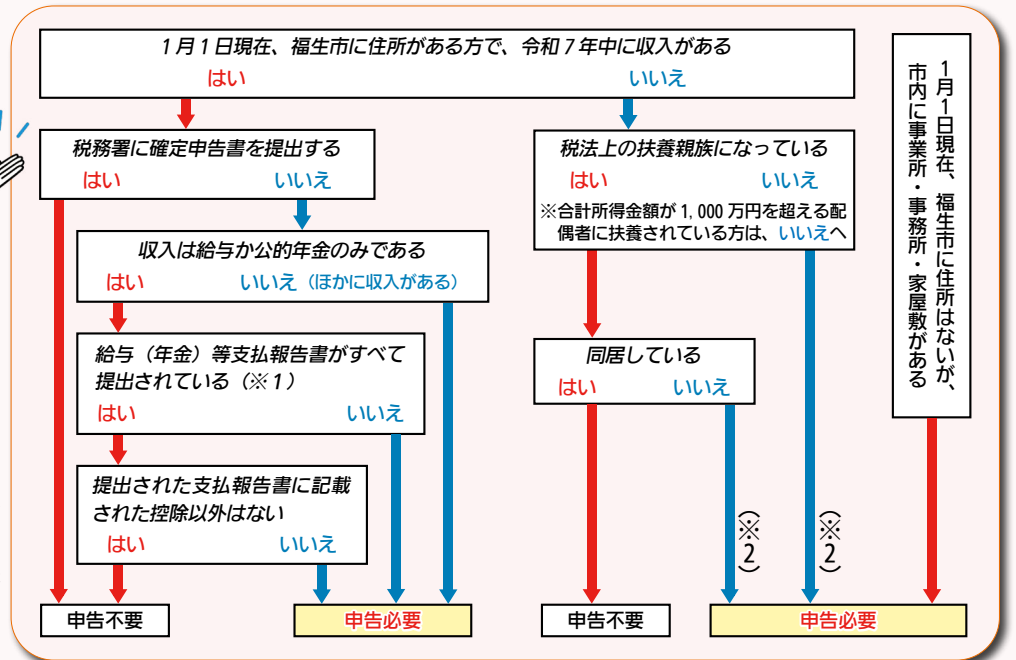 1月1日現在、福生市に住所がある方で、令和7年中に収入がある
はい いいえ
税務署に確定申告書を提出する
はい いいえ
収入は給与か公的年金のみである
はい いいえ(ほかに収入がある)
給与(年金)等支払報告書がすべて
提出されている(※1)
はい いいえ
提出された支払報告書に記載
された控除以外はない
はい いいえ
申告不要
申告必要
税法上の扶養親族になっている
はい いいえ
※合計所得金額が1,000万円を超える配
偶者に扶養されている方は、いいえへ
同居している
はい いいえ
(※2)
(※2)
申告不要
申告必要
1月1日現在、福生市に住所はないが、
市内に事業所・事務所・家屋敷がある